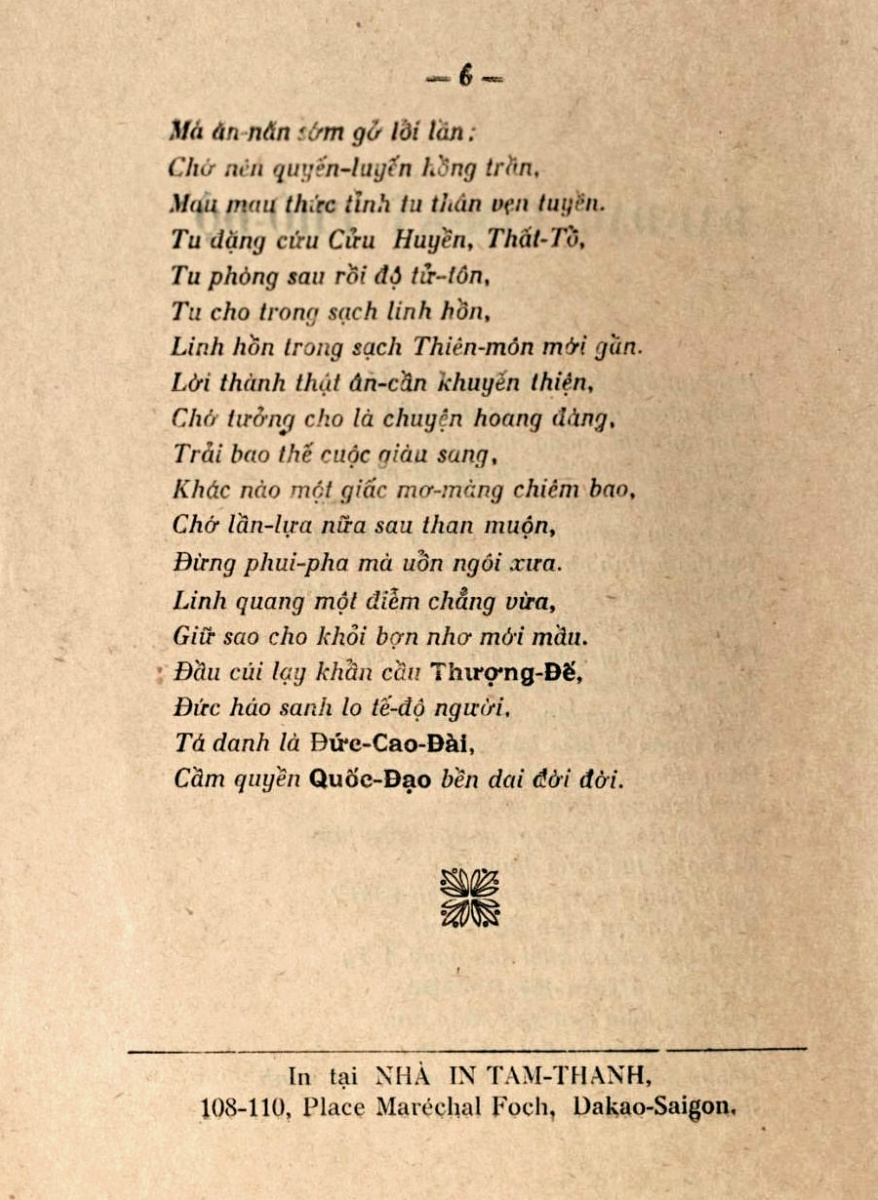 — 6 —
Mà ăn-năn sớm gở lồi lần:
Chớ nên quyến-luyến hồng trần,
Mau mau thức tỉnh tu thân vẹn tuyền.
Tu dặng cứu Cửu Huyền, Thất-Tồ,
Tu phòng sau rồi độ tử-tôn,
Tu cho trong sạch linh hồn,
Linh hồn trong sạch Thiên-môn mới gần.
Lời thành thật ân-cần khuyến thiện,
Chớ tưởng cho là chuyện hoang đàng,
Trải bao thế cuộc giàu sang,
Khác nào một giấc mơ-màng chiêm bao,
Chớ lần-lựa nữa sau than muộn,
Đừng phui-pha mà uồn ngôi xưa.
Linh quang một điềm chẳng vừa,
Giữ sao cho khỏi bợn nhơ mới mầu.
Đầu cúi lạy khần cầu Thượng-Đế,
Đức háo sanh lo tế-độ người,
Tá danh là Đức-Cao-Đài,
Cầm quyền Quốc-Đạo bền dai đời đời.
In tại NHÀ IN TAM-THANH,
108-110, Place Maréchal Foch, Dakao-Saigon.